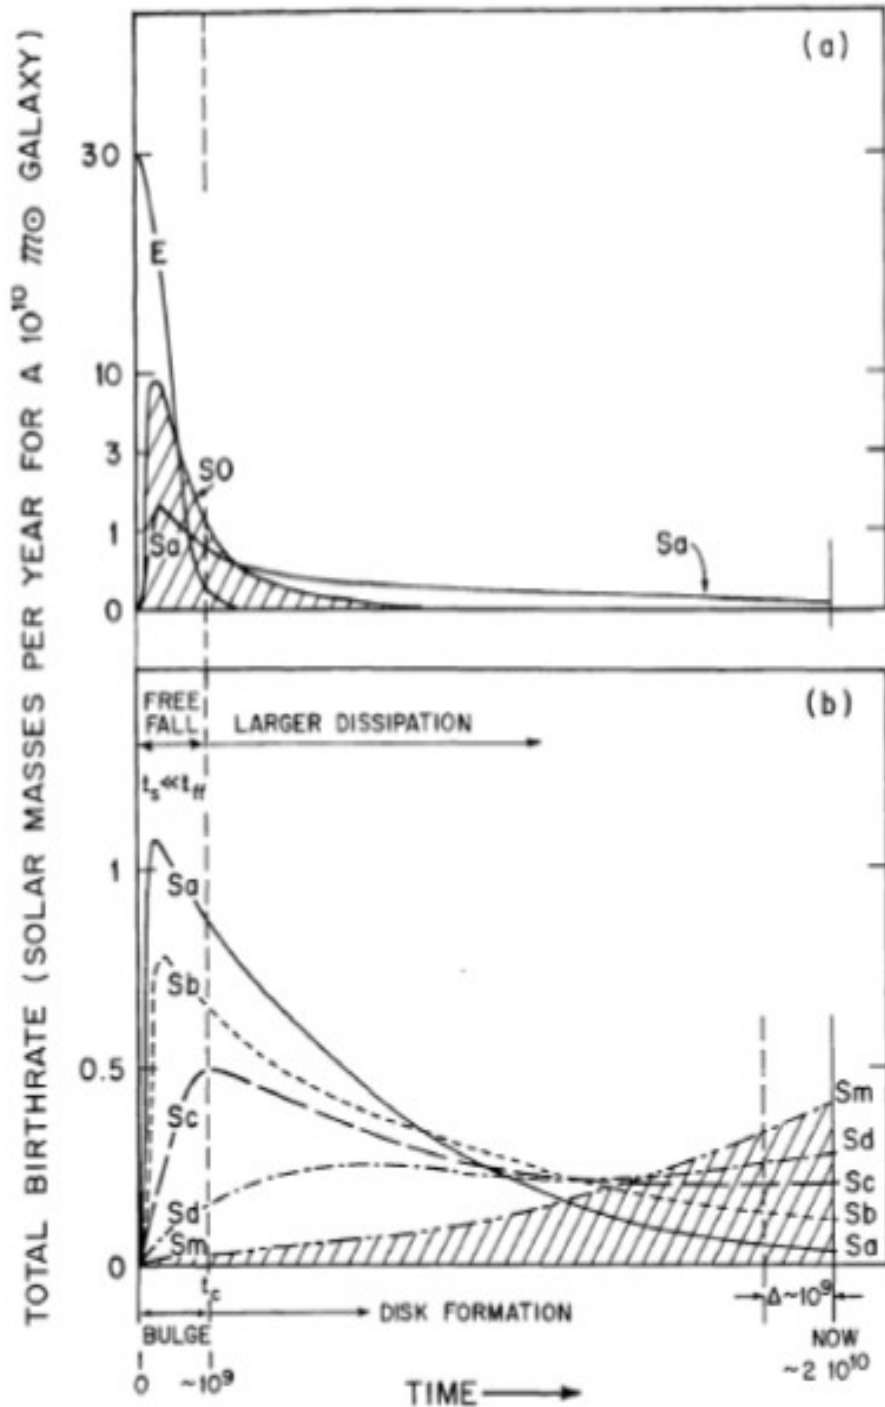 TOTAL BIRTHRATE (SOLAR MASSES PER YEAR FOR A 10¹⁰ 𝔐⊙ GALAXY)
(a)
30
E
10
3
S0
1
Sa
Sa
0
(b)
FREE
FALL
LARGER DISSIPATION
tₛ≪t_ff
1
Sa
Sb
0.5
Sc
Sm
Sd
Sd
Sc
Sb
Sm
Sa
0
t_c
Δ~10⁹
DISK FORMATION
BULGE
NOW
0
~10⁹
~2 10¹⁰
TIME